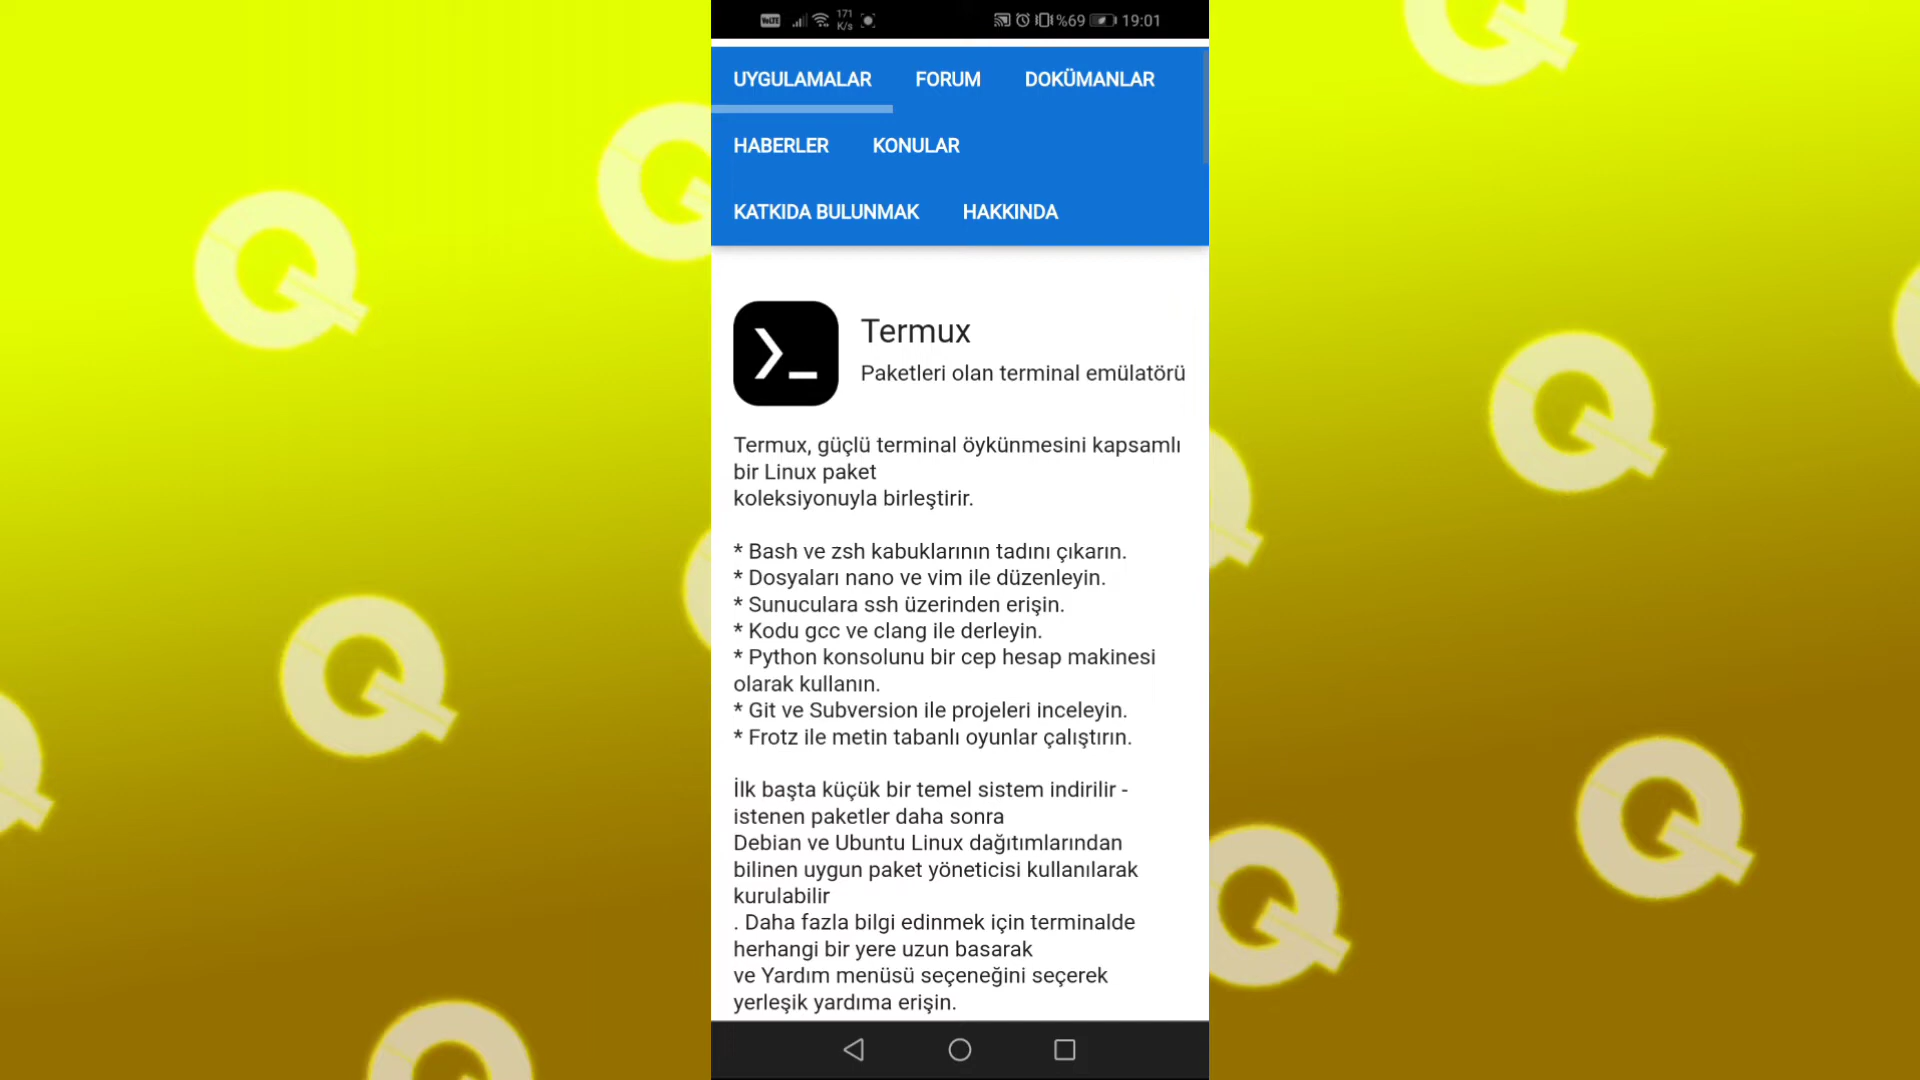 VoLTE 171 K/s %69 19:01
UYGULAMALAR FORUM DOKÜMANLAR
HABERLER KONULAR
KATKIDA BULUNMAK HAKKINDA
Termux
Paketleri olan terminal emülatörü
Termux, güçlü terminal öykünmesini kapsamlı
bir Linux paket
koleksiyonuyla birleştirir.
* Bash ve zsh kabuklarının tadını çıkarın.
* Dosyaları nano ve vim ile düzenleyin.
* Sunuculara ssh üzerinden erişin.
* Kodu gcc ve clang ile derleyin.
* Python konsolunu bir cep hesap makinesi
olarak kullanın.
* Git ve Subversion ile projeleri inceleyin.
* Frotz ile metin tabanlı oyunlar çalıştırın.
İlk başta küçük bir temel sistem indirilir -
istenen paketler daha sonra
Debian ve Ubuntu Linux dağıtımlarından
bilinen uygun paket yöneticisi kullanılarak
kurulabilir
. Daha fazla bilgi edinmek için terminalde
herhangi bir yere uzun basarak
ve Yardım menüsü seçeneğini seçerek
yerleşik yardıma erişin.